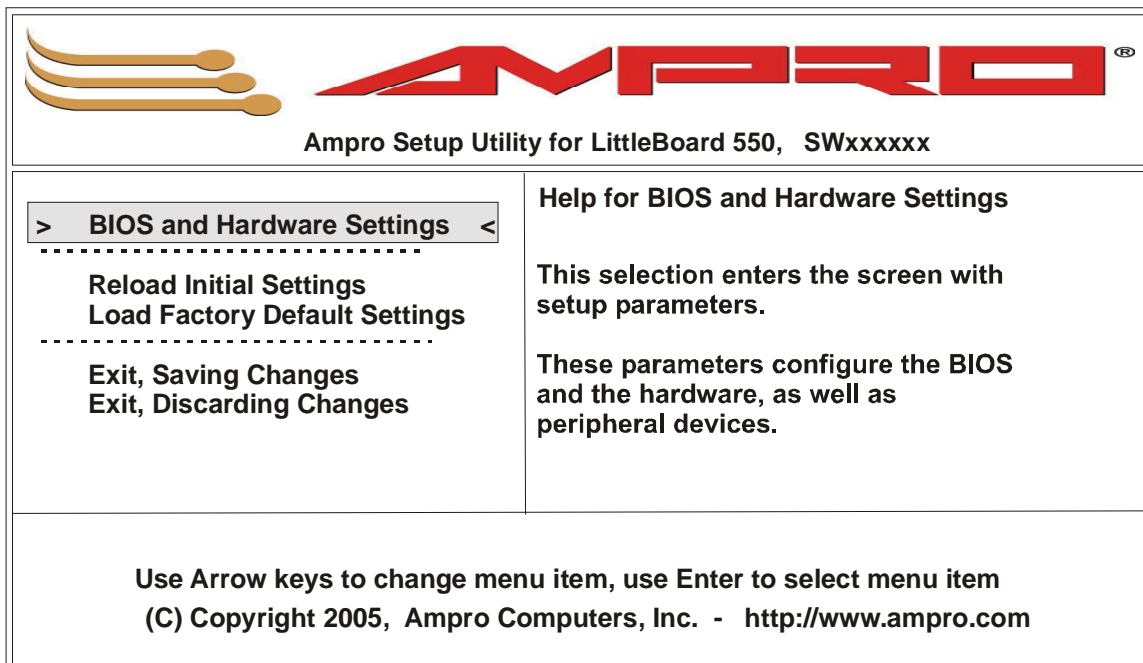 AMPRO®
Ampro Setup Utility for LittleBoard 550, SWxxxxxx
> BIOS and Hardware Settings <
Reload Initial Settings
Load Factory Default Settings
Exit, Saving Changes
Exit, Discarding Changes
Help for BIOS and Hardware Settings
This selection enters the screen with
setup parameters.
These parameters configure the BIOS
and the hardware, as well as
peripheral devices.
Use Arrow keys to change menu item, use Enter to select menu item
(C) Copyright 2005, Ampro Computers, Inc. - http://www.ampro.com